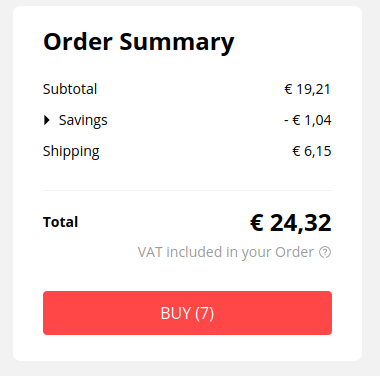 Order Summary
Subtotal € 19,21
Savings - € 1,04
Shipping € 6,15
Total € 24,32
VAT included in your Order ?
BUY (7)